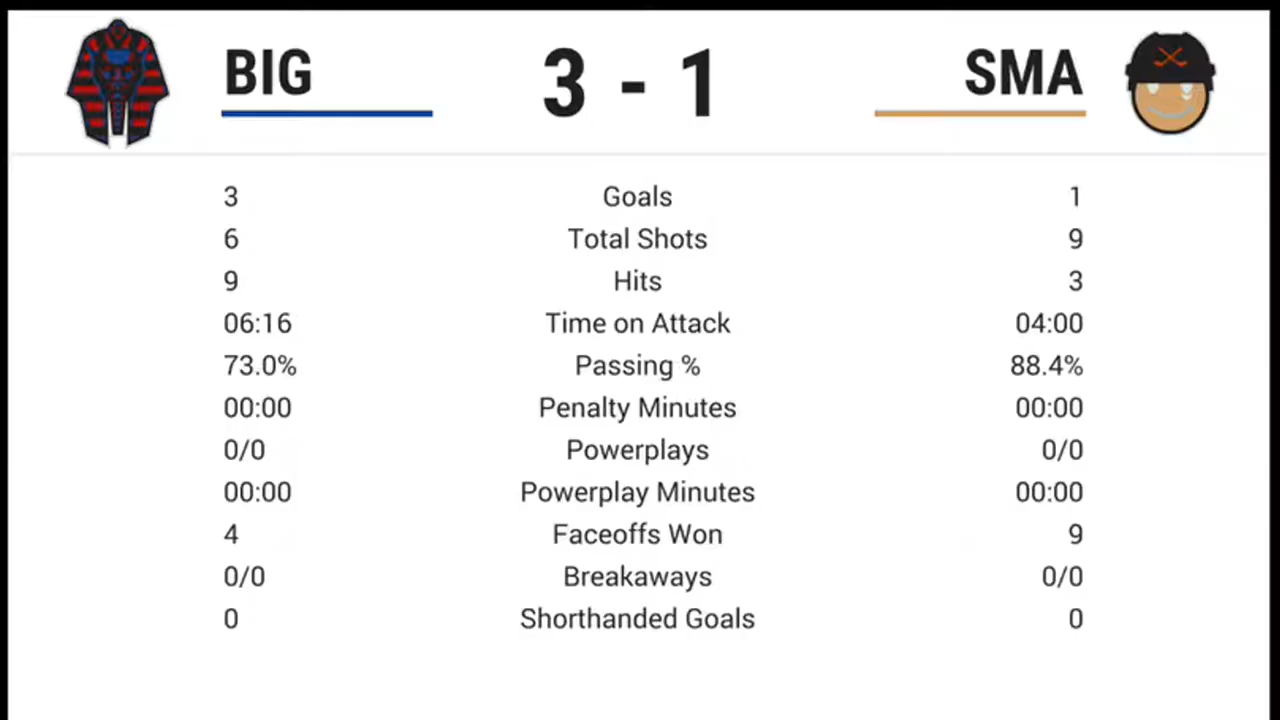 BIG 3 - 1 SMA
3 Goals 1
6 Total Shots 9
9 Hits 3
06:16 Time on Attack 04:00
73.0% Passing % 88.4%
00:00 Penalty Minutes 00:00
0/0 Powerplays 0/0
00:00 Powerplay Minutes 00:00
4 Faceoffs Won 9
0/0 Breakaways 0/0
0 Shorthanded Goals 0